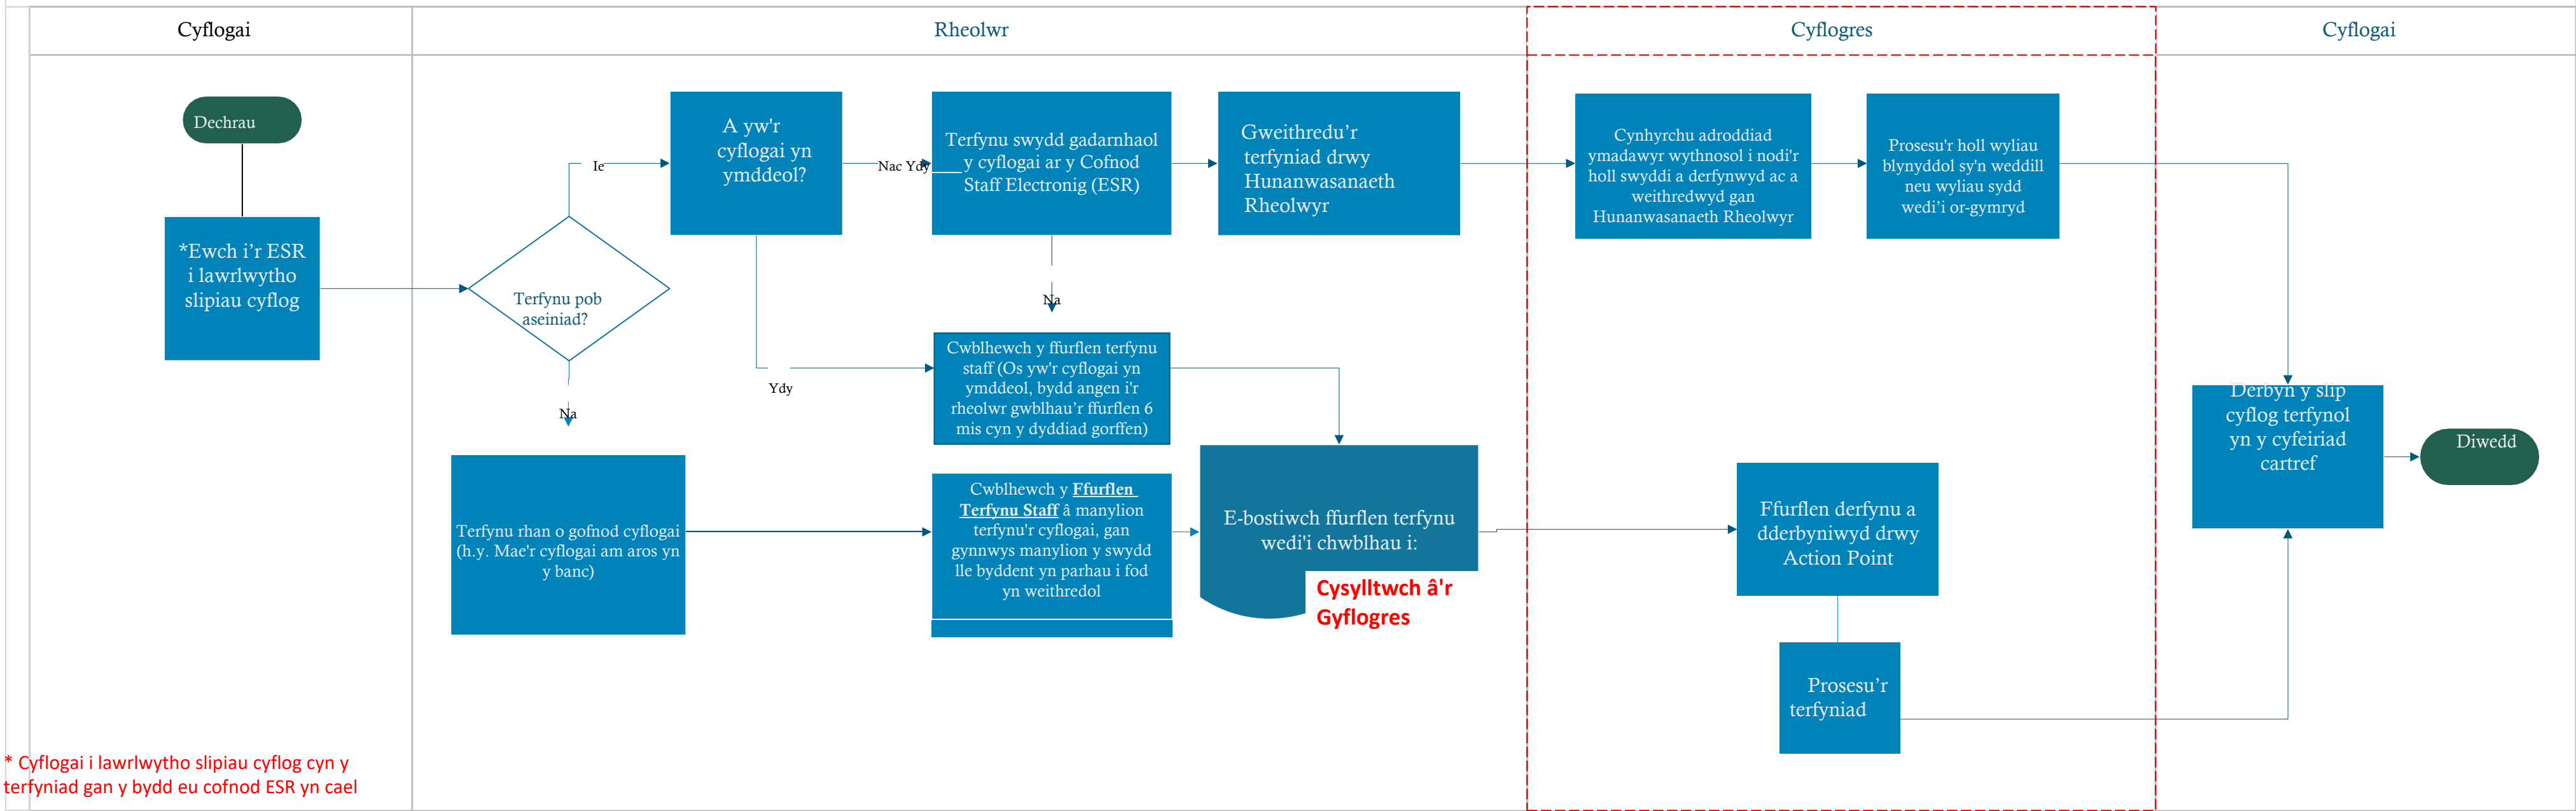 Cyflogai
Rheolwr
Cyflogres
Cyflogai
Dechrau
*Ewch i’r ESR
i lawrlwytho
slipiau cyflog
Terfynu pob
aseiniad?
Ie
Na
A yw'r
cyflogai yn
ymddeol?
Nac Ydy
Ydy
Terfynu swydd gadarnhaol
y cyflogai ar y Cofnod
Staff Electronig (ESR)
Na
Gweithredu’r
terfyniad drwy
Hunanwasanaeth
Rheolwyr
Cynhyrchu adroddiad
ymadawyr wythnosol i nodi'r
holl swyddi a derfynwyd ac a
weithredwyd gan
Hunanwasanaeth Rheolwyr
Prosesu'r holl wyliau
blynyddol sy'n weddill
neu wyliau sydd
wedi’i or-gymryd
Cwblhewch y ffurflen terfynu
staff (Os yw'r cyflogai yn
ymddeol, bydd angen i'r
rheolwr gwblhau’r ffurflen 6
mis cyn y dyddiad gorffen)
Terfynu rhan o gofnod cyflogai
(h.y. Mae'r cyflogai am aros yn
y banc)
Cwblhewch y Ffurflen
Terfynu Staff â manylion
terfynu'r cyflogai, gan
gynnwys manylion y swydd
lle byddent yn parhau i fod
yn weithredol
E-bostiwch ffurflen terfynu
wedi'i chwblhau i:
Cysylltwch â'r
Gyflogres
Ffurflen derfynu a
dderbyniwyd drwy
Action Point
Prosesu’r
terfyniad
Derbyn y slip
cyflog terfynol
yn y cyfeiriad
cartref
Diwedd
* Cyflogai i lawrlwytho slipiau cyflog cyn y
terfyniad gan y bydd eu cofnod ESR yn cael